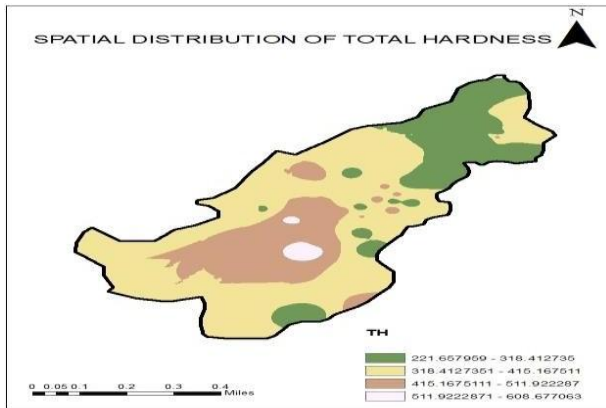 N
SPATIAL DISTRIBUTION OF TOTAL HARDNESS
TH
221.657959 - 318.412735
318.4127351 - 415.167511
415.1675111 - 511.922287
511.9222871 - 608.677063
0 0.05 0.1 0.2 0.3 0.4
Miles